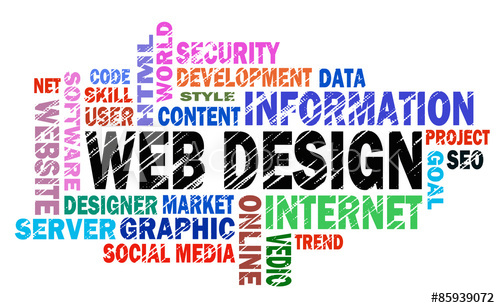 HTML
WORLD
SECURITY
NET
SOFTWARE
CODE
DEVELOPMENT
DATA
SKILL
STYLE
WEBSITE
USER
CONTENT
INFORMATION
WEB DESIGN
PROJECT
GOAL
SEO
DESIGNER
MARKET
ONLINE
INTERNET
SERVER
GRAPHIC
VEDIO
TREND
SOCIAL MEDIA
#85939072